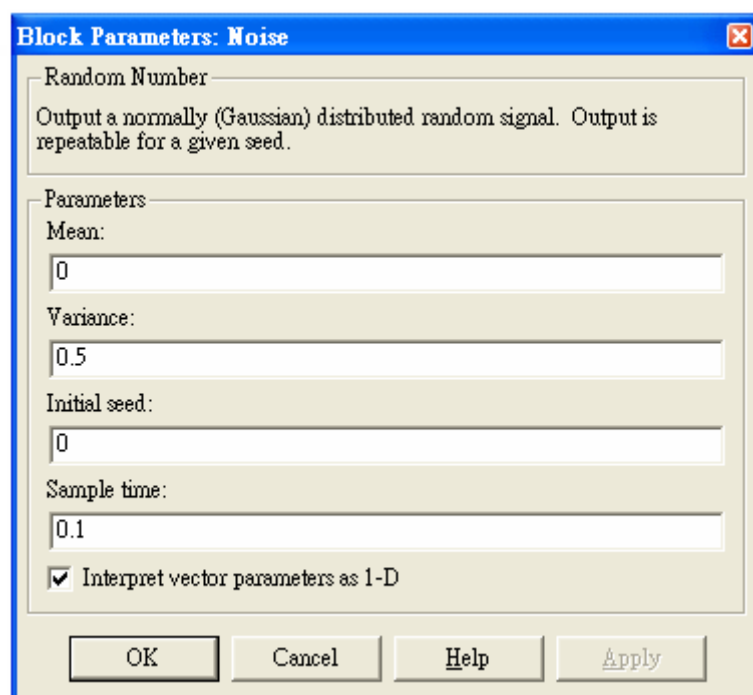 Block Parameters: Noise
Random Number
Output a normally (Gaussian) distributed random signal. Output is
repeatable for a given seed.
Parameters
Mean:
0
Variance:
0.5
Initial seed:
0
Sample time:
0.1
Interpret vector parameters as 1-D
OK Cancel Help Apply